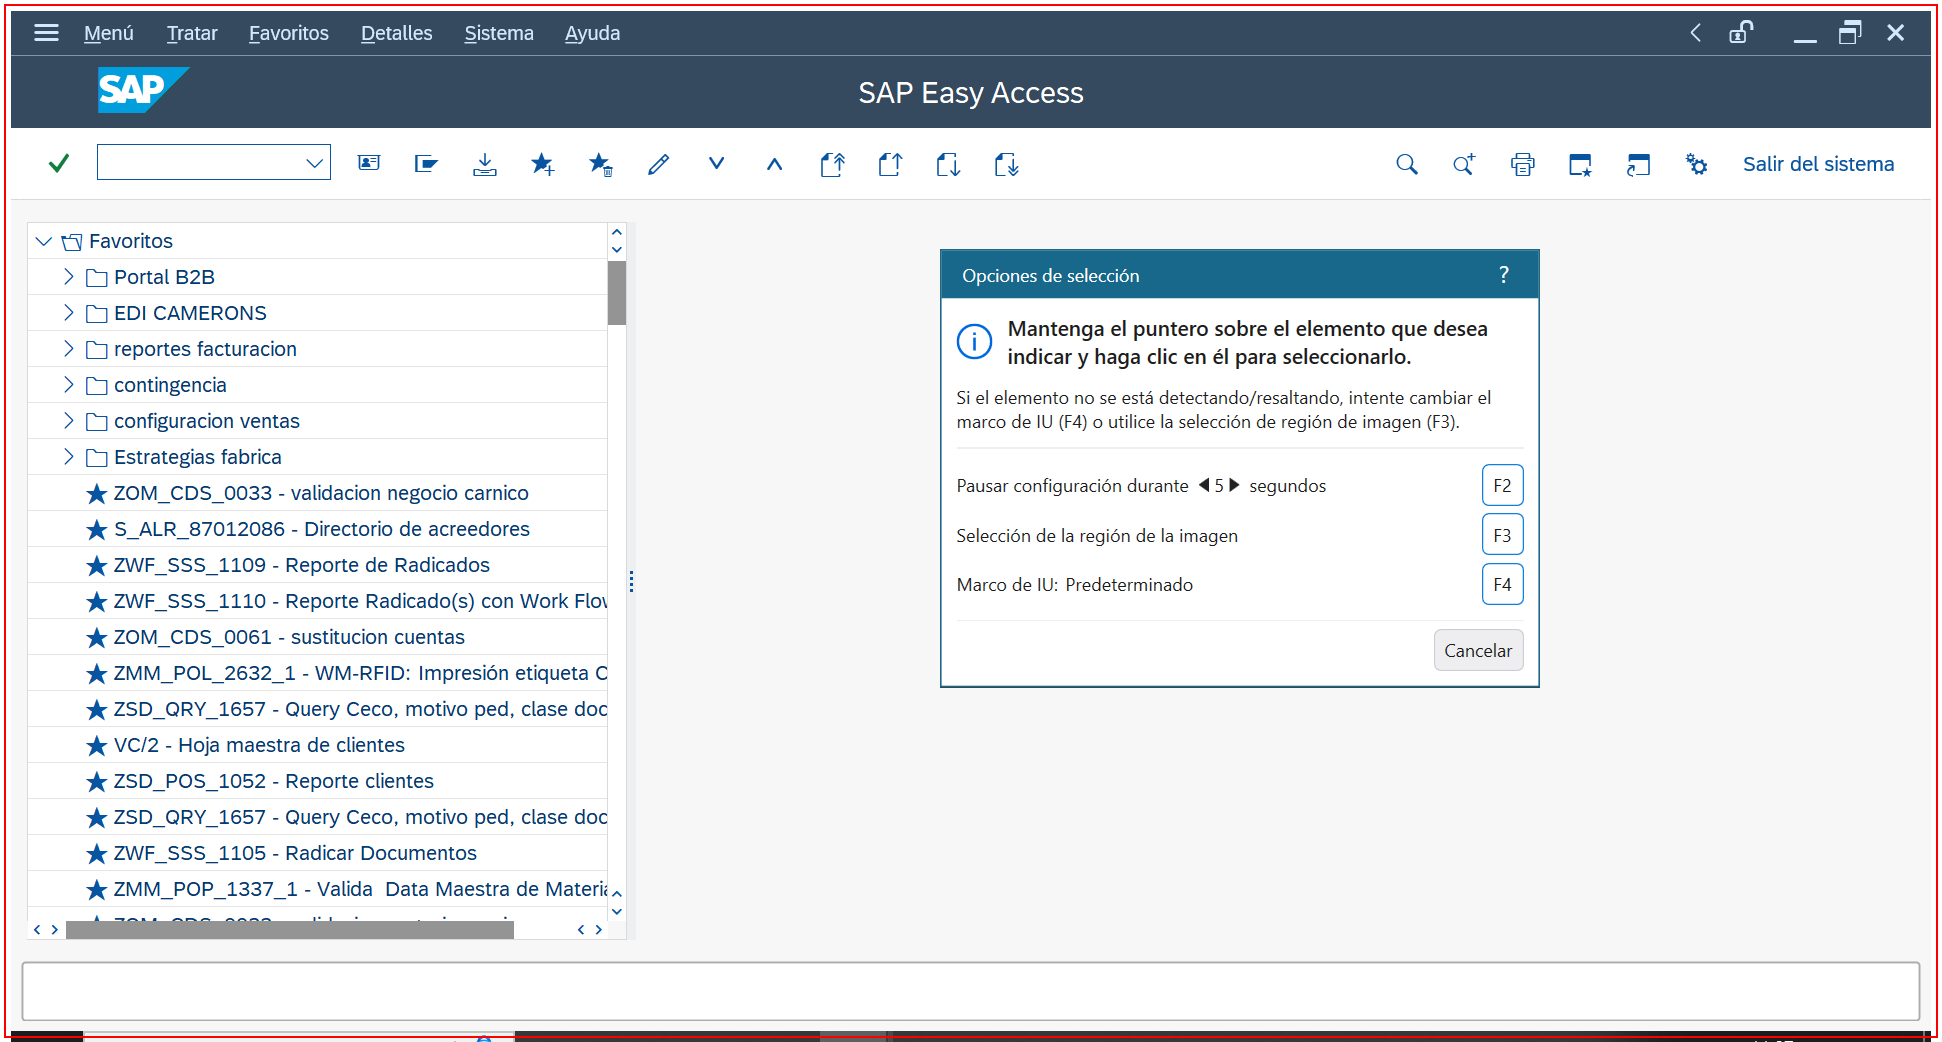 Menú Tratar Favoritos Detalles Sistema Ayuda
SAP
SAP Easy Access
Salir del sistema
Favoritos
Portal B2B
EDI CAMERONS
reportes facturacion
contingencia
configuracion ventas
Estrategias fabrica
ZOM_CDS_0033 - validacion negocio carnico
S_ALR_87012086 - Directorio de acreedores
ZWF_SSS_1109 - Reporte de Radicados
ZWF_SSS_1110 - Reporte Radicado(s) con Work Flow
ZOM_CDS_0061 - sustitucion cuentas
ZMM_POL_2632_1 - WM-RFID: Impresión etiqueta C
ZSD_QRY_1657 - Query Ceco, motivo ped, clase doc
VC/2 - Hoja maestra de clientes
ZSD_POS_1052 - Reporte clientes
ZSD_QRY_1657 - Query Ceco, motivo ped, clase doc
ZWF_SSS_1105 - Radicar Documentos
ZMM_POP_1337_1 - Valida  Data Maestra de Materia
Opciones de selección ?
Mantenga el puntero sobre el elemento que desea
indicar y haga clic en él para seleccionarlo.
Si el elemento no se está detectando/resaltando, intente cambiar el
marco de IU (F4) o utilice la selección de región de imagen (F3).
Pausar configuración durante 5 segundos F2
Selección de la región de la imagen F3
Marco de IU: Predeterminado F4
Cancelar